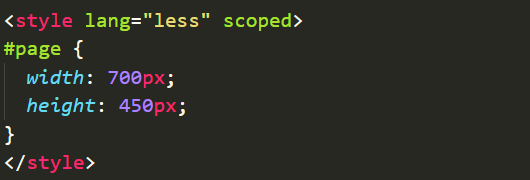 <style lang="less" scoped>
#page {
  width: 700px;
  height: 450px;
}
</style>